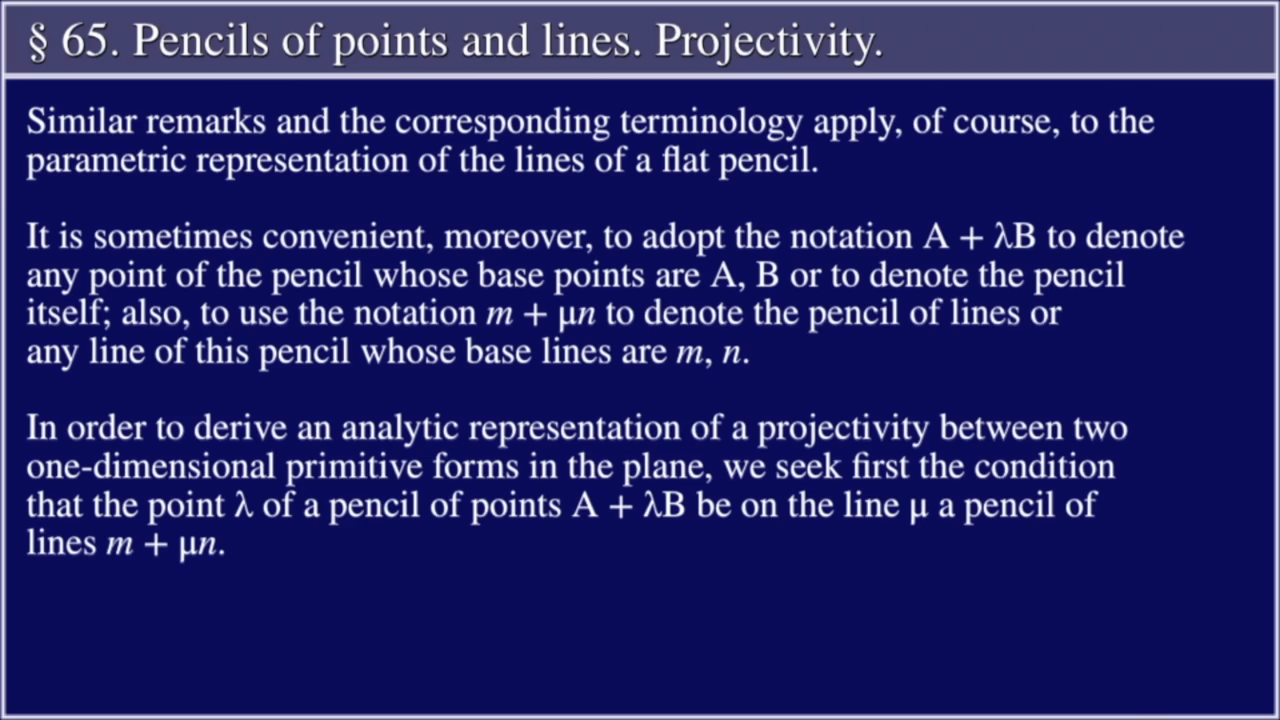 § 65. Pencils of points and lines. Projectivity.
Similar remarks and the corresponding terminology apply, of course, to the
parametric representation of the lines of a flat pencil.
It is sometimes convenient, moreover, to adopt the notation A + λB to denote
any point of the pencil whose base points are A, B or to denote the pencil
itself; also, to use the notation m + μn to denote the pencil of lines or
any line of this pencil whose base lines are m, n.
In order to derive an analytic representation of a projectivity between two
one-dimensional primitive forms in the plane, we seek first the condition
that the point λ of a pencil of points A + λB be on the line μ a pencil of
lines m + μn.